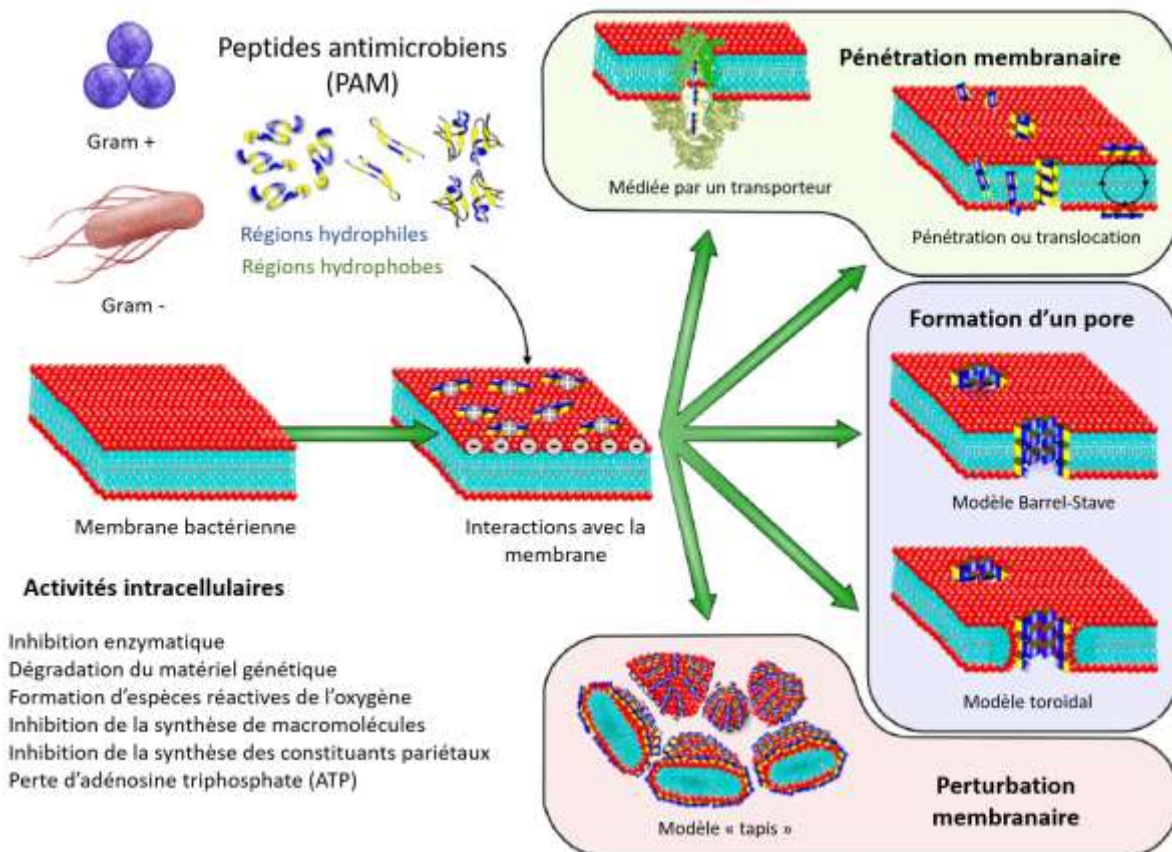 Peptides antimicrobiens
(PAM)
Gram +
Régions hydrophiles
Régions hydrophobes
Gram -
Pénétration membranaire
Médiée par un transporteur
Pénétration ou translocation
Formation d’un pore
Modèle Barrel-Stave
Modèle toroidal
Membrane bactérienne
Interactions avec la
membrane
Activités intracellulaires
Inhibition enzymatique
Dégradation du matériel génétique
Formation d’espèces réactives de l’oxygène
Inhibition de la synthèse de macromolécules
Inhibition de la synthèse des constituants pariétaux
Perte d’adénosine triphosphate (ATP)
Modèle « tapis »
Perturbation
membranaire